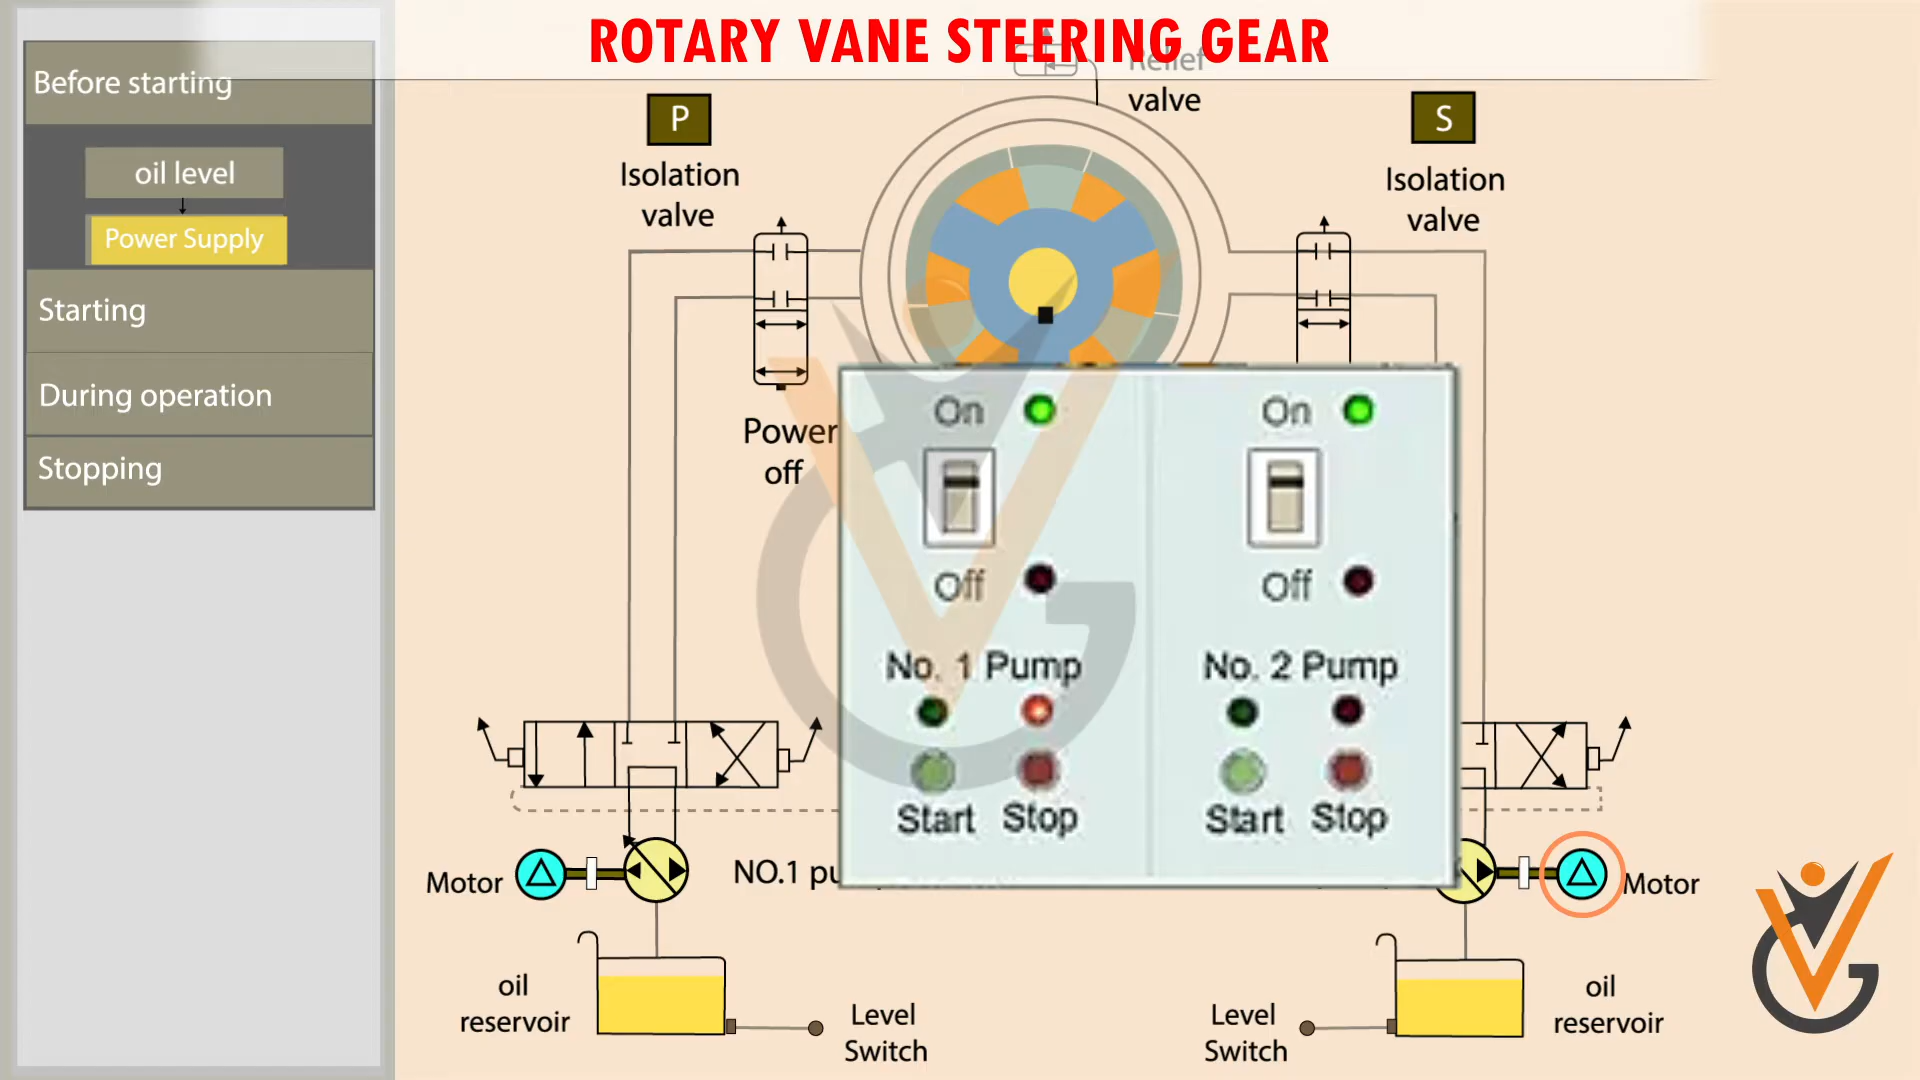 ROTARY VANE STEERING GEAR
Before starting
oil level
Power Supply
Starting
During operation
Stopping
P
Isolation
valve
Relief
valve
S
Isolation
valve
Power
off
On
On
Off
Off
No. 1 Pump
No. 2 Pump
Start
Stop
Start
Stop
Motor
NO.1 pu
Motor
oil
reservoir
Level
Switch
Level
Switch
oil
reservoir